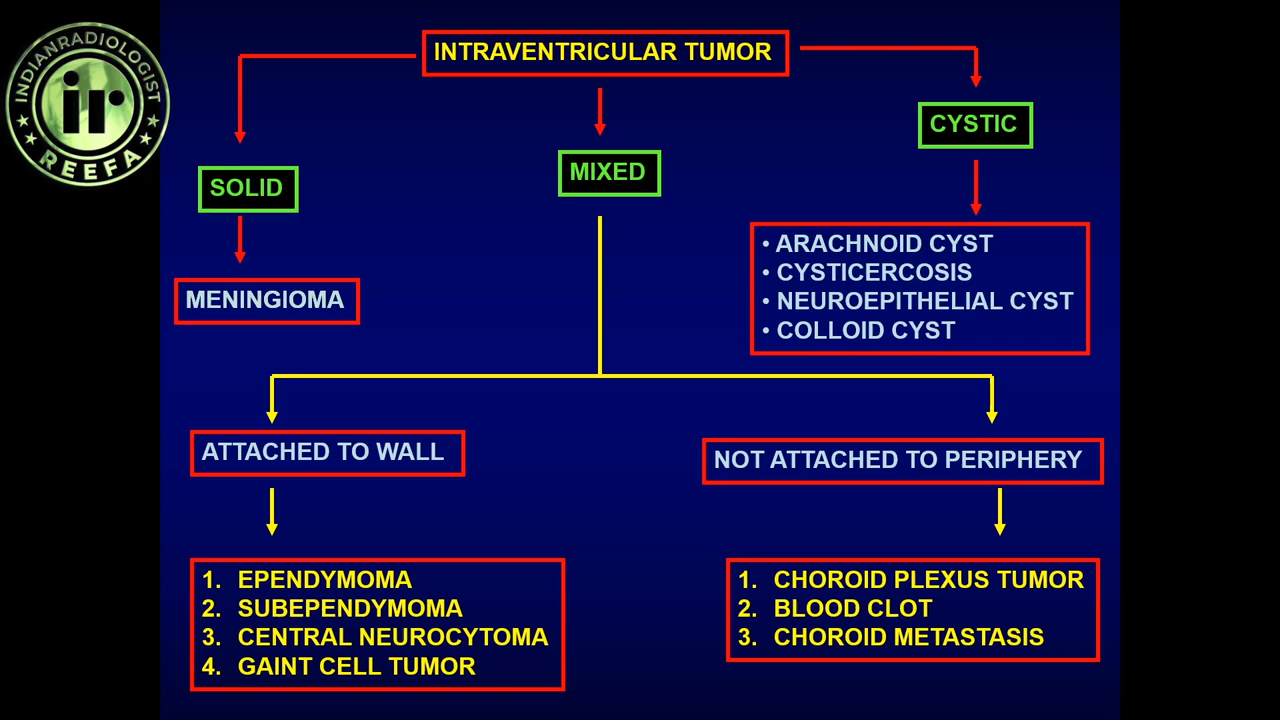 INDIANRADIOLOGIST
ir
REEFA
INTRAVENTRICULAR TUMOR
CYSTIC
MIXED
SOLID
• ARACHNOID CYST
• CYSTICERCOSIS
• NEUROEPITHELIAL CYST
• COLLOID CYST
MENINGIOMA
ATTACHED TO WALL
NOT ATTACHED TO PERIPHERY
1. EPENDYMOMA
2. SUBEPENDYMOMA
3. CENTRAL NEUROCYTOMA
4. GAINT CELL TUMOR
1. CHOROID PLEXUS TUMOR
2. BLOOD CLOT
3. CHOROID METASTASIS